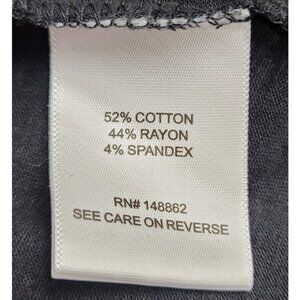 52% COTTON
44% RAYON
4% SPANDEX
RN# 148862
SEE CARE ON REVERSE